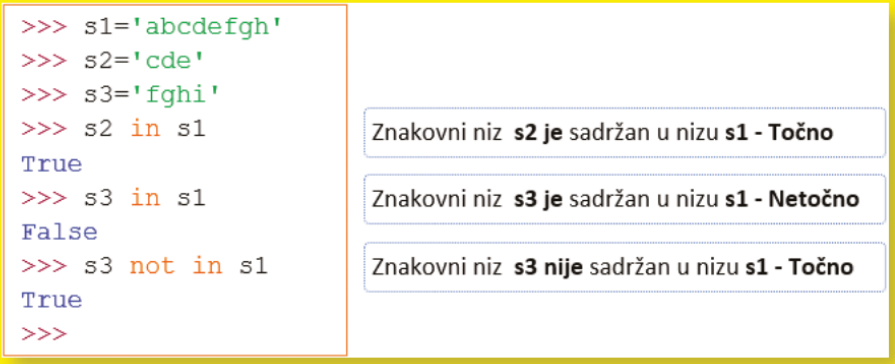 >>> s1='abcdefgh'
>>> s2='cde'
>>> s3='fghi'
>>> s2 in s1
True
Znakovni niz s2 je sadržan u nizu s1 - Točno
>>> s3 in s1
False
Znakovni niz s3 je sadržan u nizu s1 - Netočno
>>> s3 not in s1
True
Znakovni niz s3 nije sadržan u nizu s1 - Točno
>>>